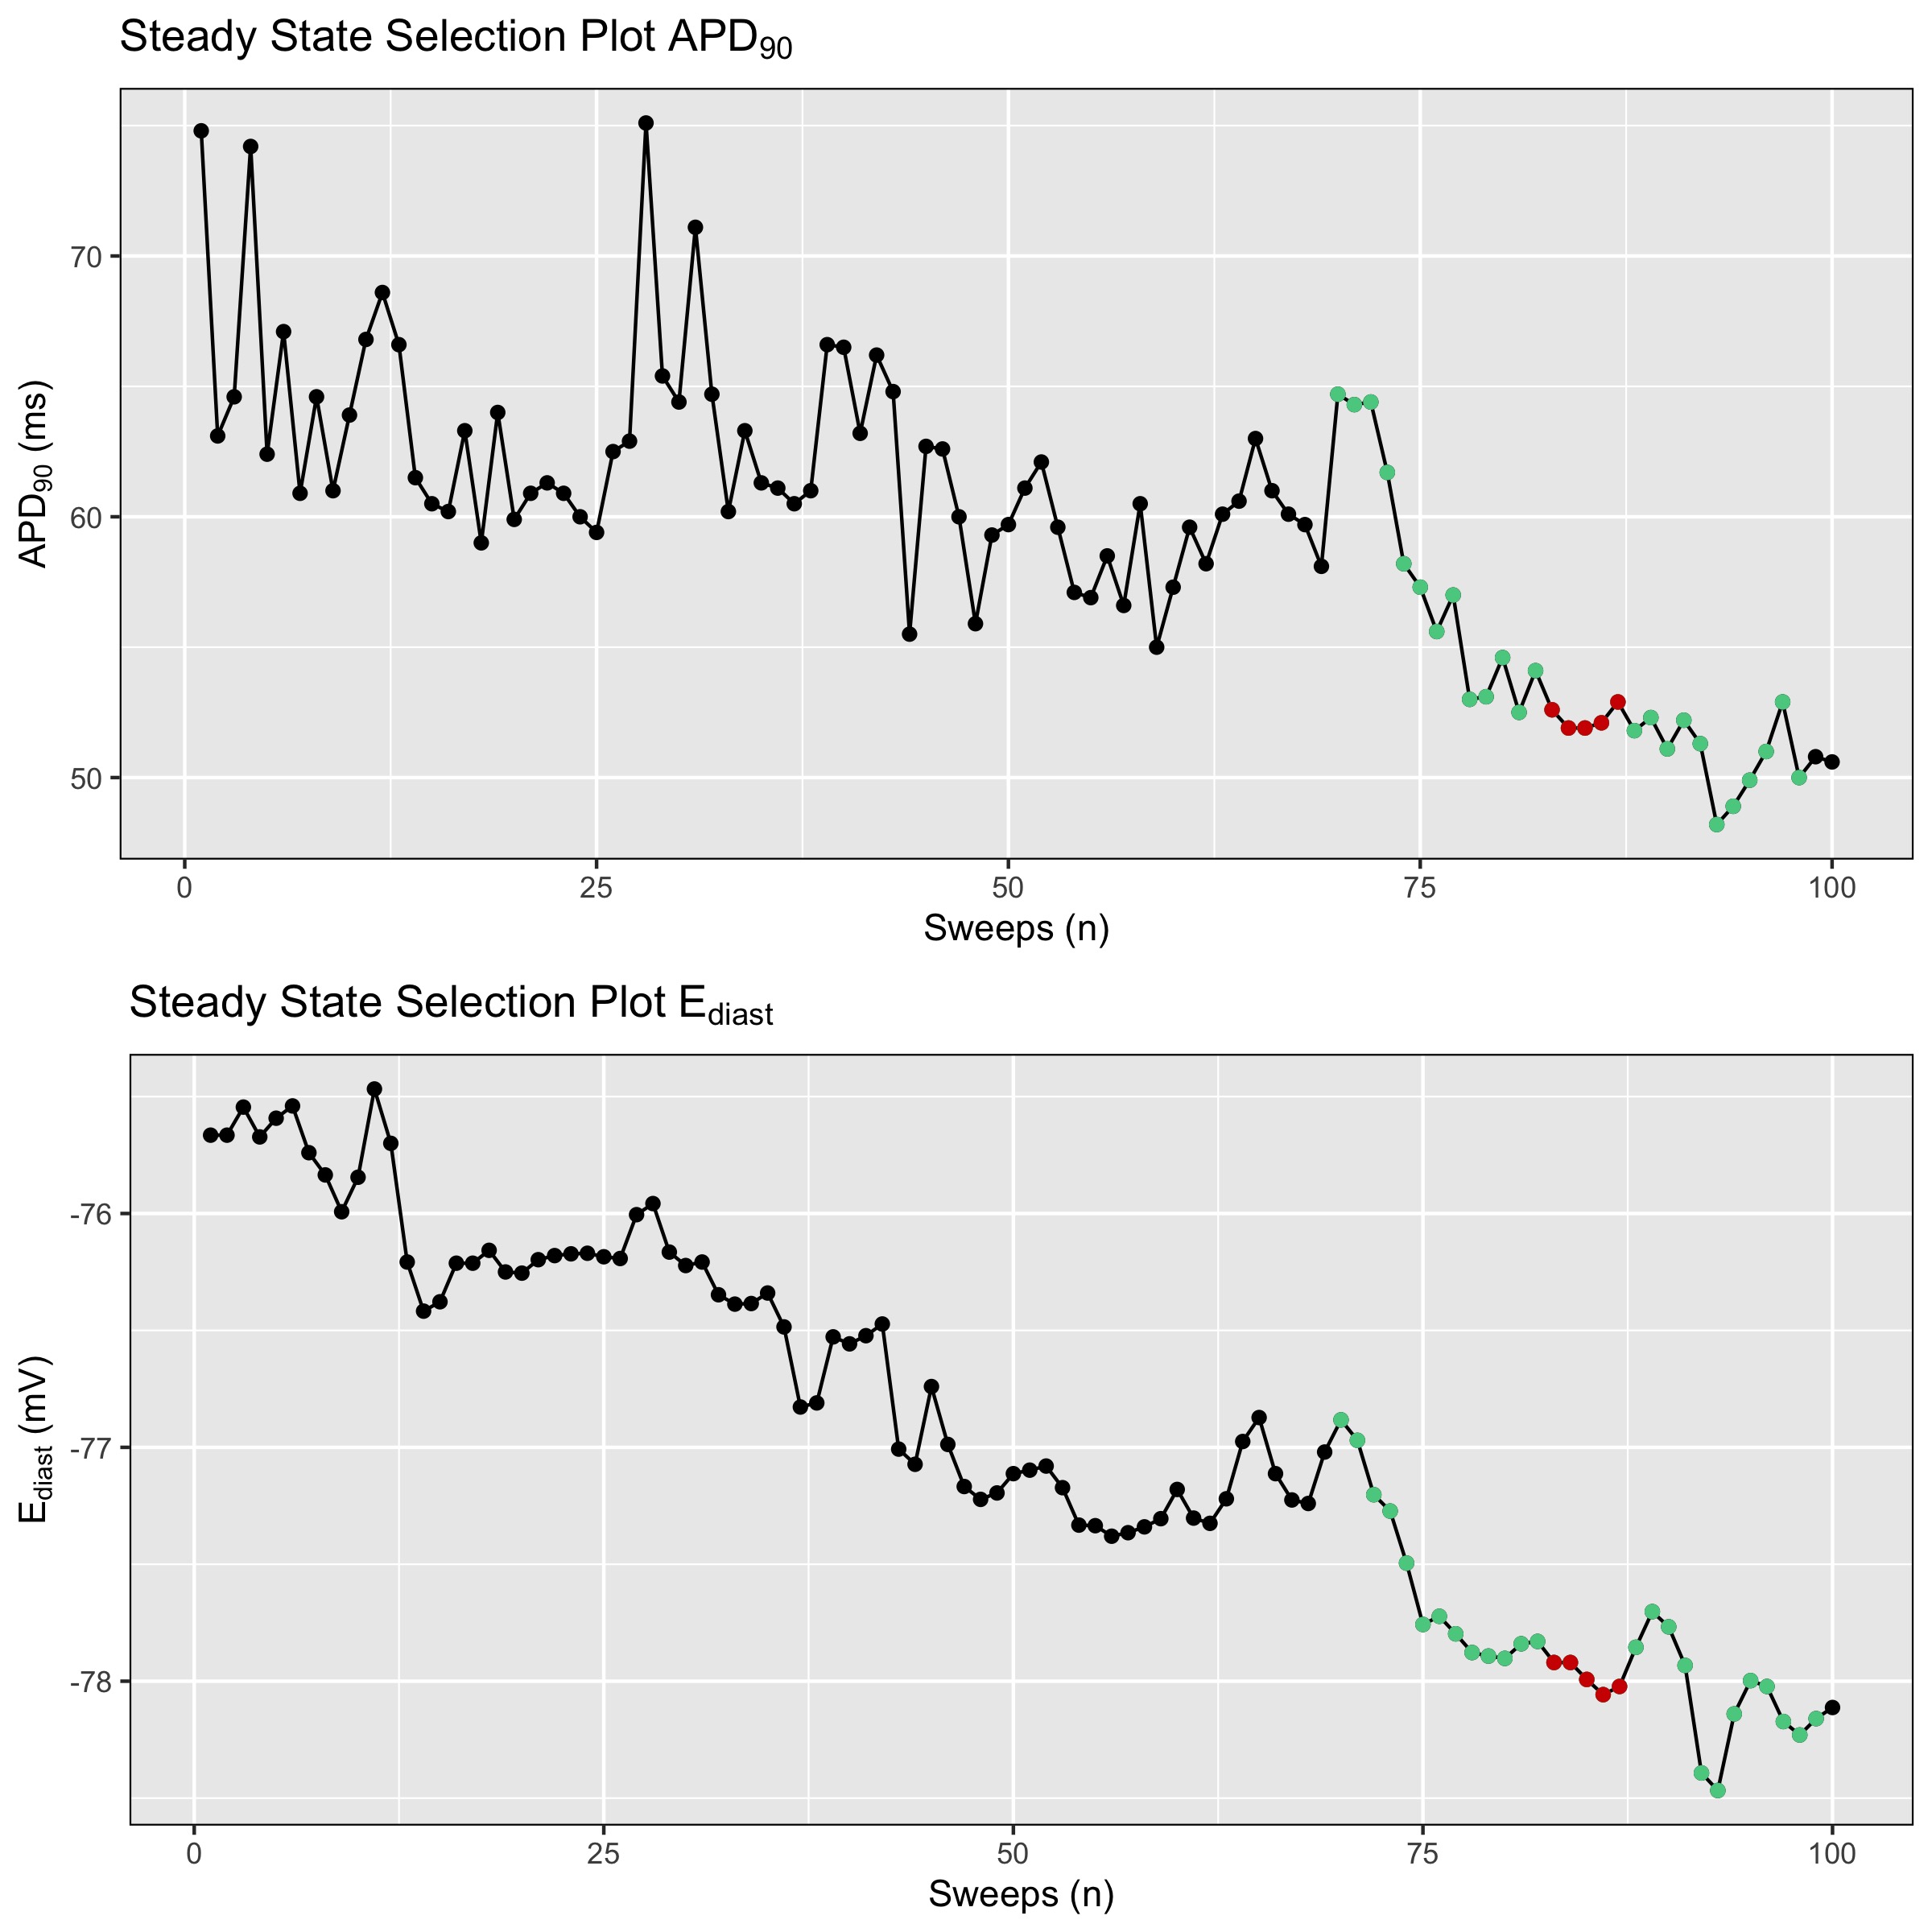 Steady State Selection Plot APD90
APD90 (ms)
70
60
50
0 25 50 75 100
Sweeps (n)
Steady State Selection Plot Ediast
Ediast (mV)
-76
-77
-78
0 25 50 75 100
Sweeps (n)